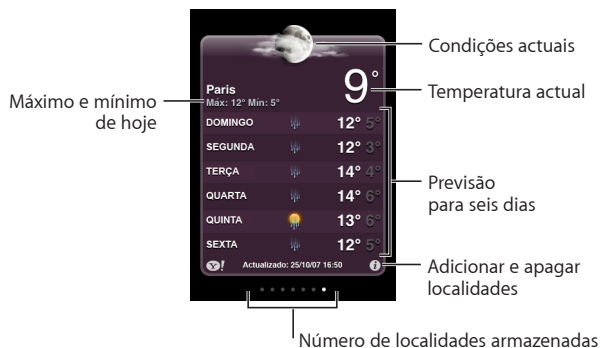 Condições actuais
Paris
Máx: 12° Mín: 5°
9°
Temperatura actual
Máximo e mínimo
de hoje
DOMINGO 12° 5°
SEGUNDA 12° 3°
TERÇA 14° 4°
QUARTA 14° 6°
QUINTA 13° 6°
SEXTA 12° 5°
Previsão
para seis dias
Y! Actualizado: 25/10/07 16:50 i
Adicionar e apagar
localidades
Número de localidades armazenadas